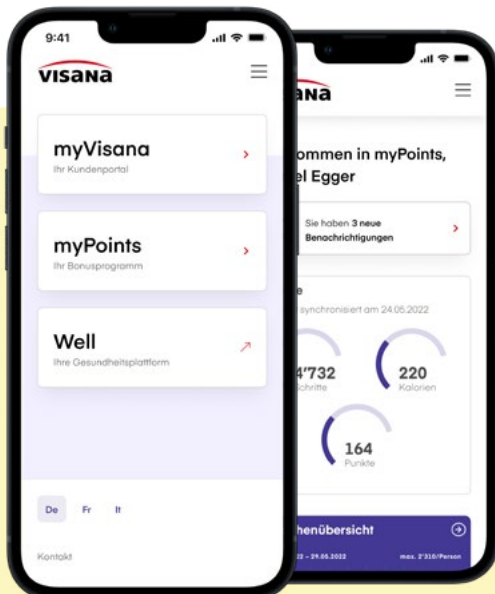 9:41
visana
myVisana
Ihr Kundenportal
myPoints
Ihr Bonusprogramm
Well
Ihre Gesundheitsplattform
De Fr It
Kontakt
ana
ommen in myPoints,
el Egger
Sie haben 3 neue
Benachrichtigungen
e
synchronisiert am 24.05.2022
4'732
Schritte
220
Kalorien
164
Punkte
henübersicht
22 – 29.05.2022 max. 2'310/Person